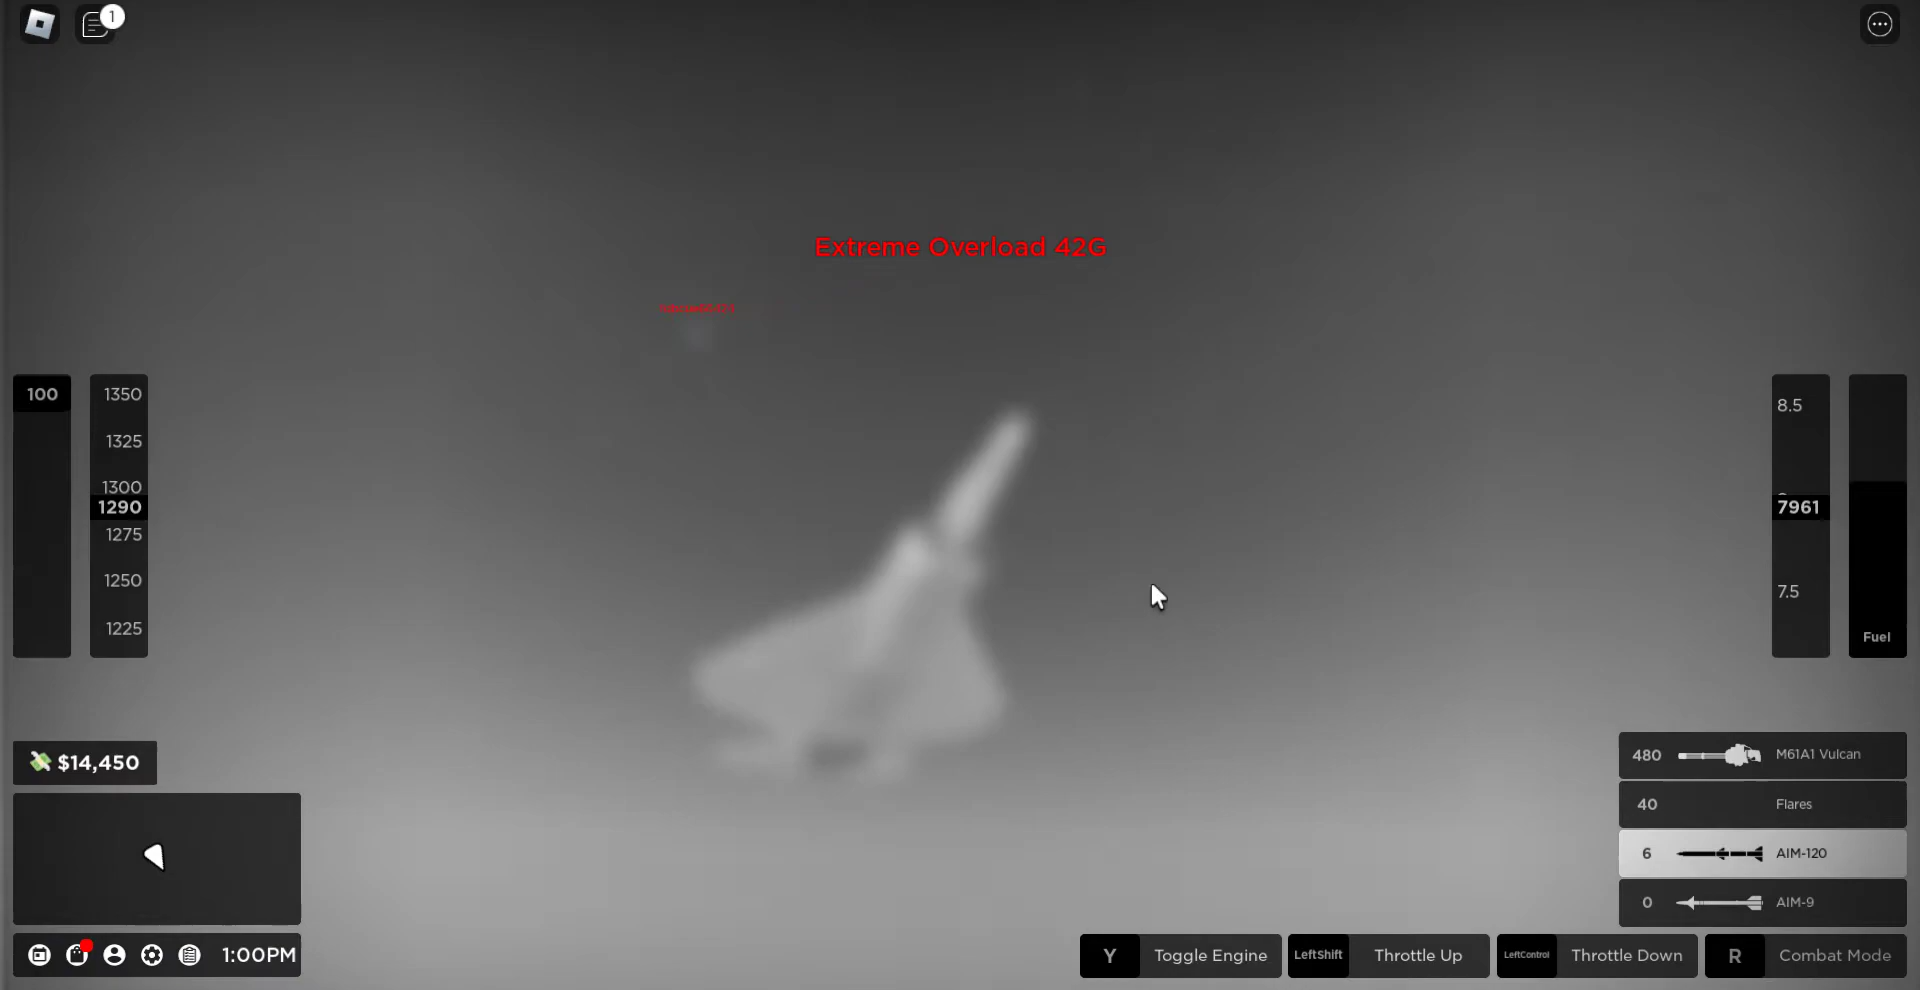 1
Extreme Overload 42G
100
1350
1325
1300
1290
1275
1250
1225
8.5
7961
7.5
Fuel
$14,450
480 M61A1 Vulcan
40 Flares
6 AIM-120
0 AIM-9
1:00PM
Y Toggle Engine LeftShift Throttle Up LeftControl Throttle Down R Combat Mode